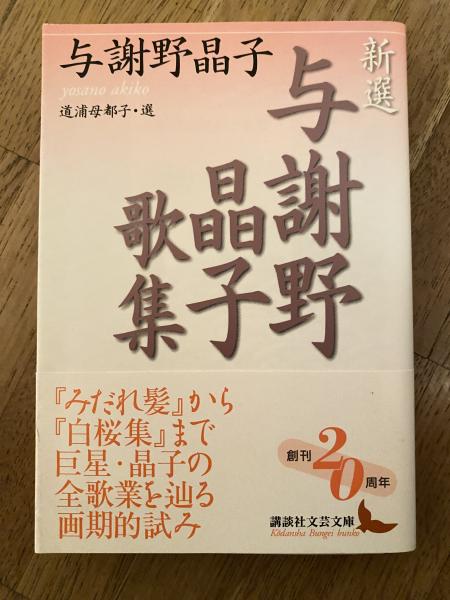 与謝野晶子
yosano akiko
道浦母都子・選
新選
与謝野
晶子
歌集
『みだれ髪』から
『白桜集』まで
巨星・晶子の
全歌業を辿る
画期的試み
創刊20周年
講談社文芸文庫
Kōdansha Bungei bunko